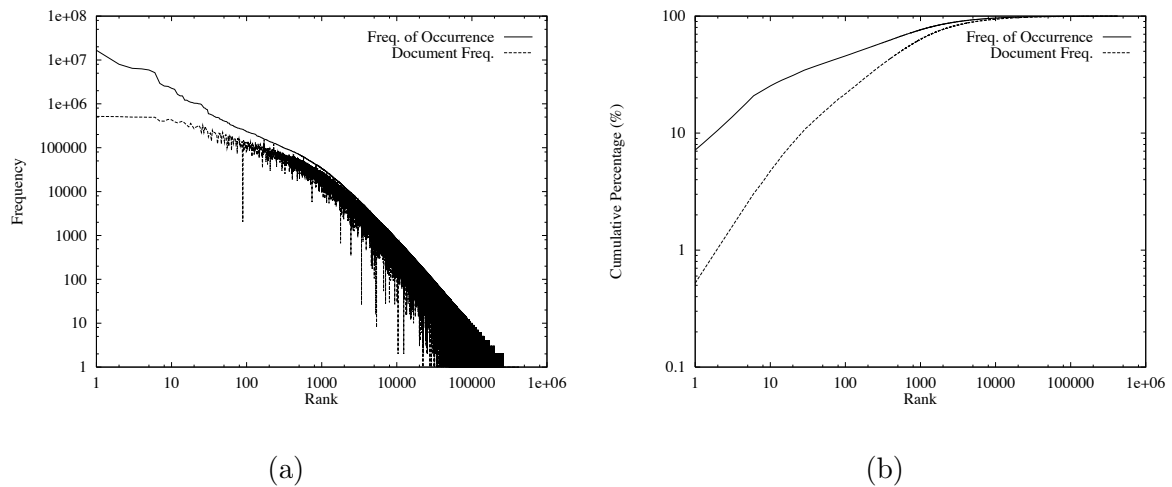 1e+08
1e+07
1e+06
100000
10000
1000
100
10
1
Frequency
1 10 100 1000 10000 100000 1e+06
Rank
Freq. of Occurrence
Document Freq.
(a)
100
10
1
0.1
Cumulative Percentage (%)
1 10 100 1000 10000 100000 1e+06
Rank
Freq. of Occurrence
Document Freq.
(b)